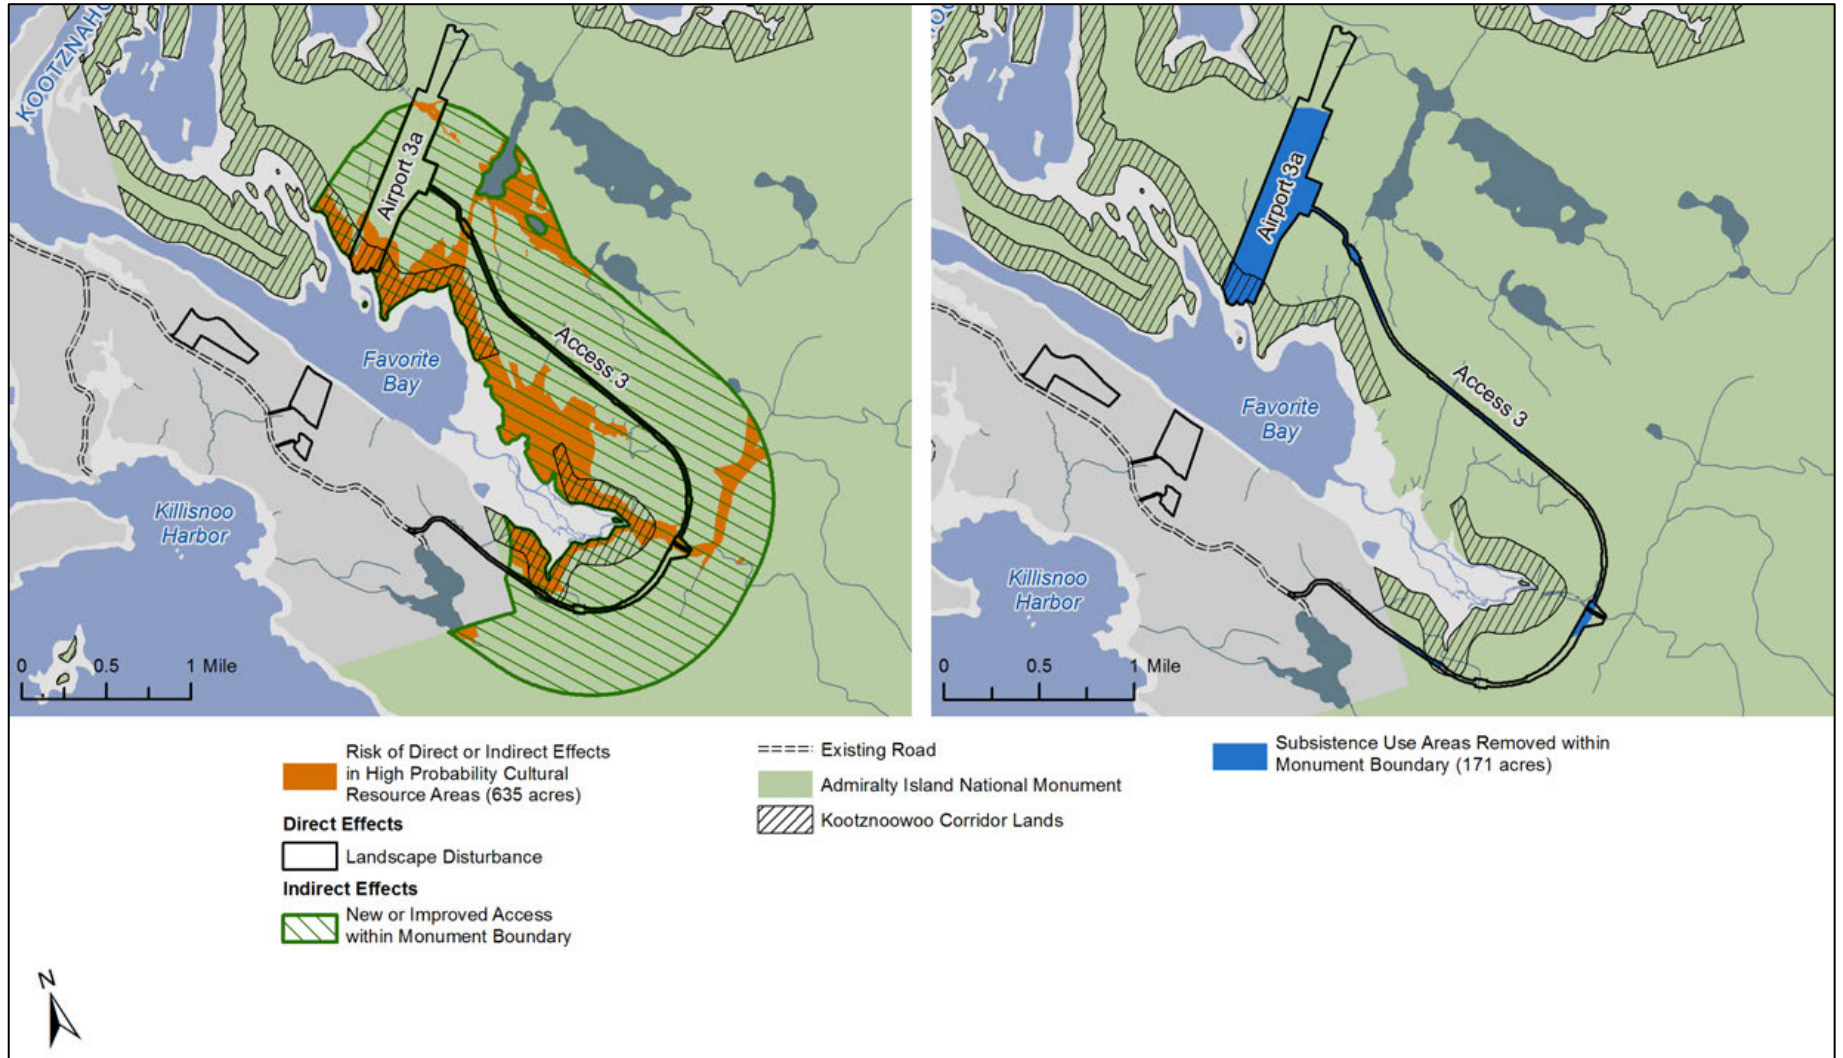 KOOTZNAHO
Airport 3a
Access 3
Favorite
Bay
Killisnoo
Harbor
0 0.5 1 Mile
Airport 3a
Access 3
Favorite
Bay
Killisnoo
Harbor
0 0.5 1 Mile
Risk of Direct or Indirect Effects
in High Probability Cultural
Resource Areas (635 acres)
Direct Effects
Landscape Disturbance
Indirect Effects
New or Improved Access
within Monument Boundary
Existing Road
Admiralty Island National Monument
Kootznoowoo Corridor Lands
Subsistence Use Areas Removed within
Monument Boundary (171 acres)
N